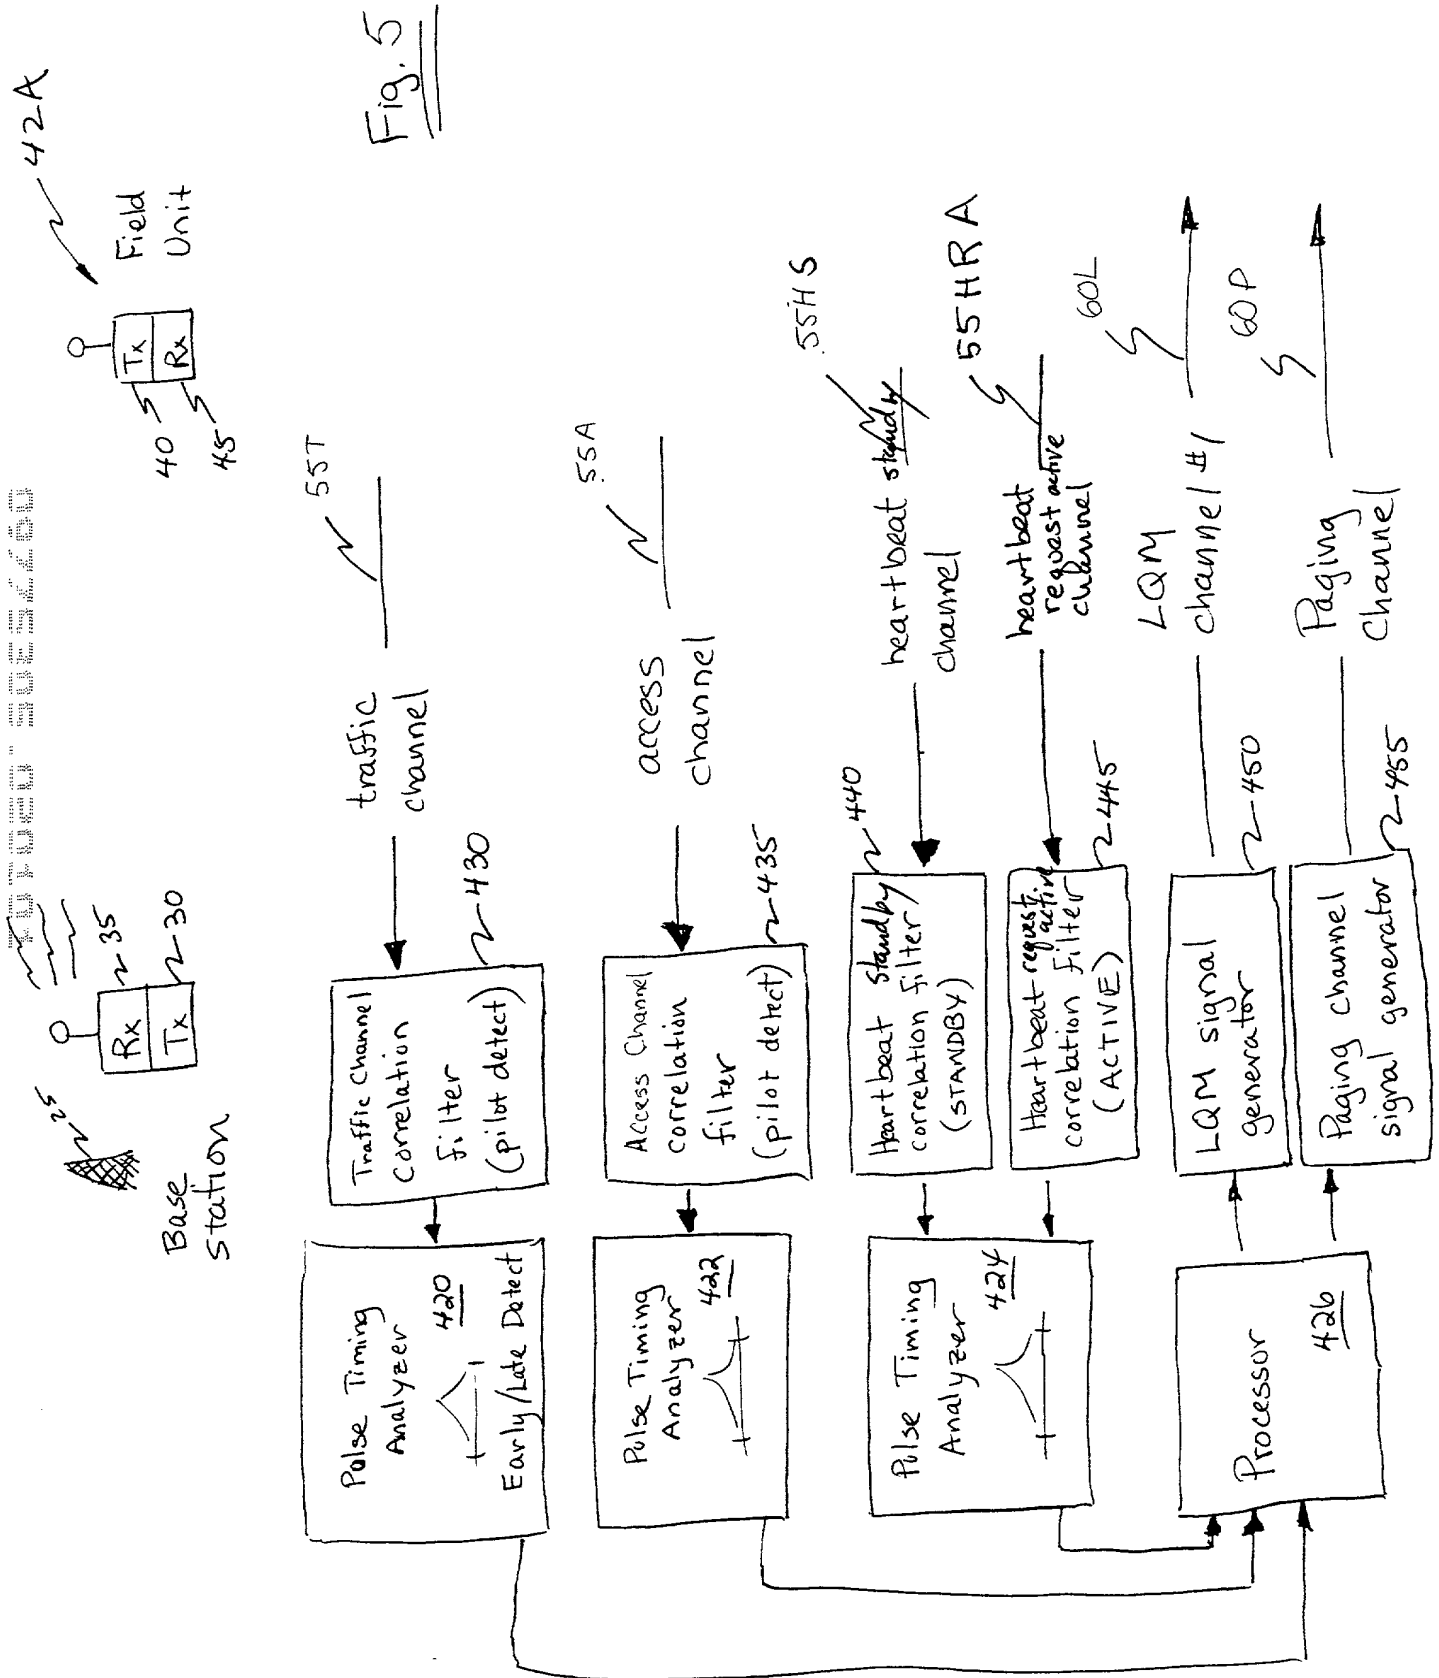 42A
Field
Unit
Tx
Rx
40
45
Fig. 5
25
Base
Station
Rx
Tx
35
30
Pulse Timing
Analyzer
420
Early/Late Detect
Traffic Channel
Correlation
filter
(pilot detect)
430
traffic
channel
55T
Pulse Timing
Analyzer
422
Access Channel
correlation
filter
(pilot detect)
435
access
channel
55A
Pulse Timing
Analyzer
424
Heartbeat standby
correlation filter
(STANDBY)
440
heartbeat standby
channel
55HS
Heartbeat request active
correlation filter
(ACTIVE)
445
heartbeat
request active
channel
55HRA
Processor
426
LQM signal
generator
450
LQM
channel #1
60L
Paging channel
signal generator
455
Paging
Channel
60P